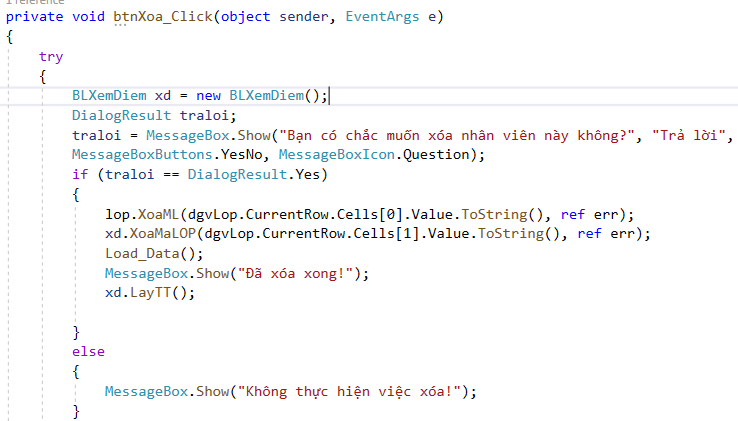 1 reference
private void btnXoa_Click(object sender, EventArgs e)
{
try
{
BLXemDiem xd = new BLXemDiem();
DialogResult traloi;
traloi = MessageBox.Show("Bạn có chắc muốn xóa nhân viên này không?", "Trả lời",
MessageBoxButtons.YesNo, MessageBoxIcon.Question);
if (traloi == DialogResult.Yes)
{
lop.XoaML(dgvLop.CurrentRow.Cells[0].Value.ToString(), ref err);
xd.XoaMaLOP(dgvLop.CurrentRow.Cells[1].Value.ToString(), ref err);
Load_Data();
MessageBox.Show("Đã xóa xong!");
xd.LayTT();
}
else
{
MessageBox.Show("Không thực hiện việc xóa!");
}